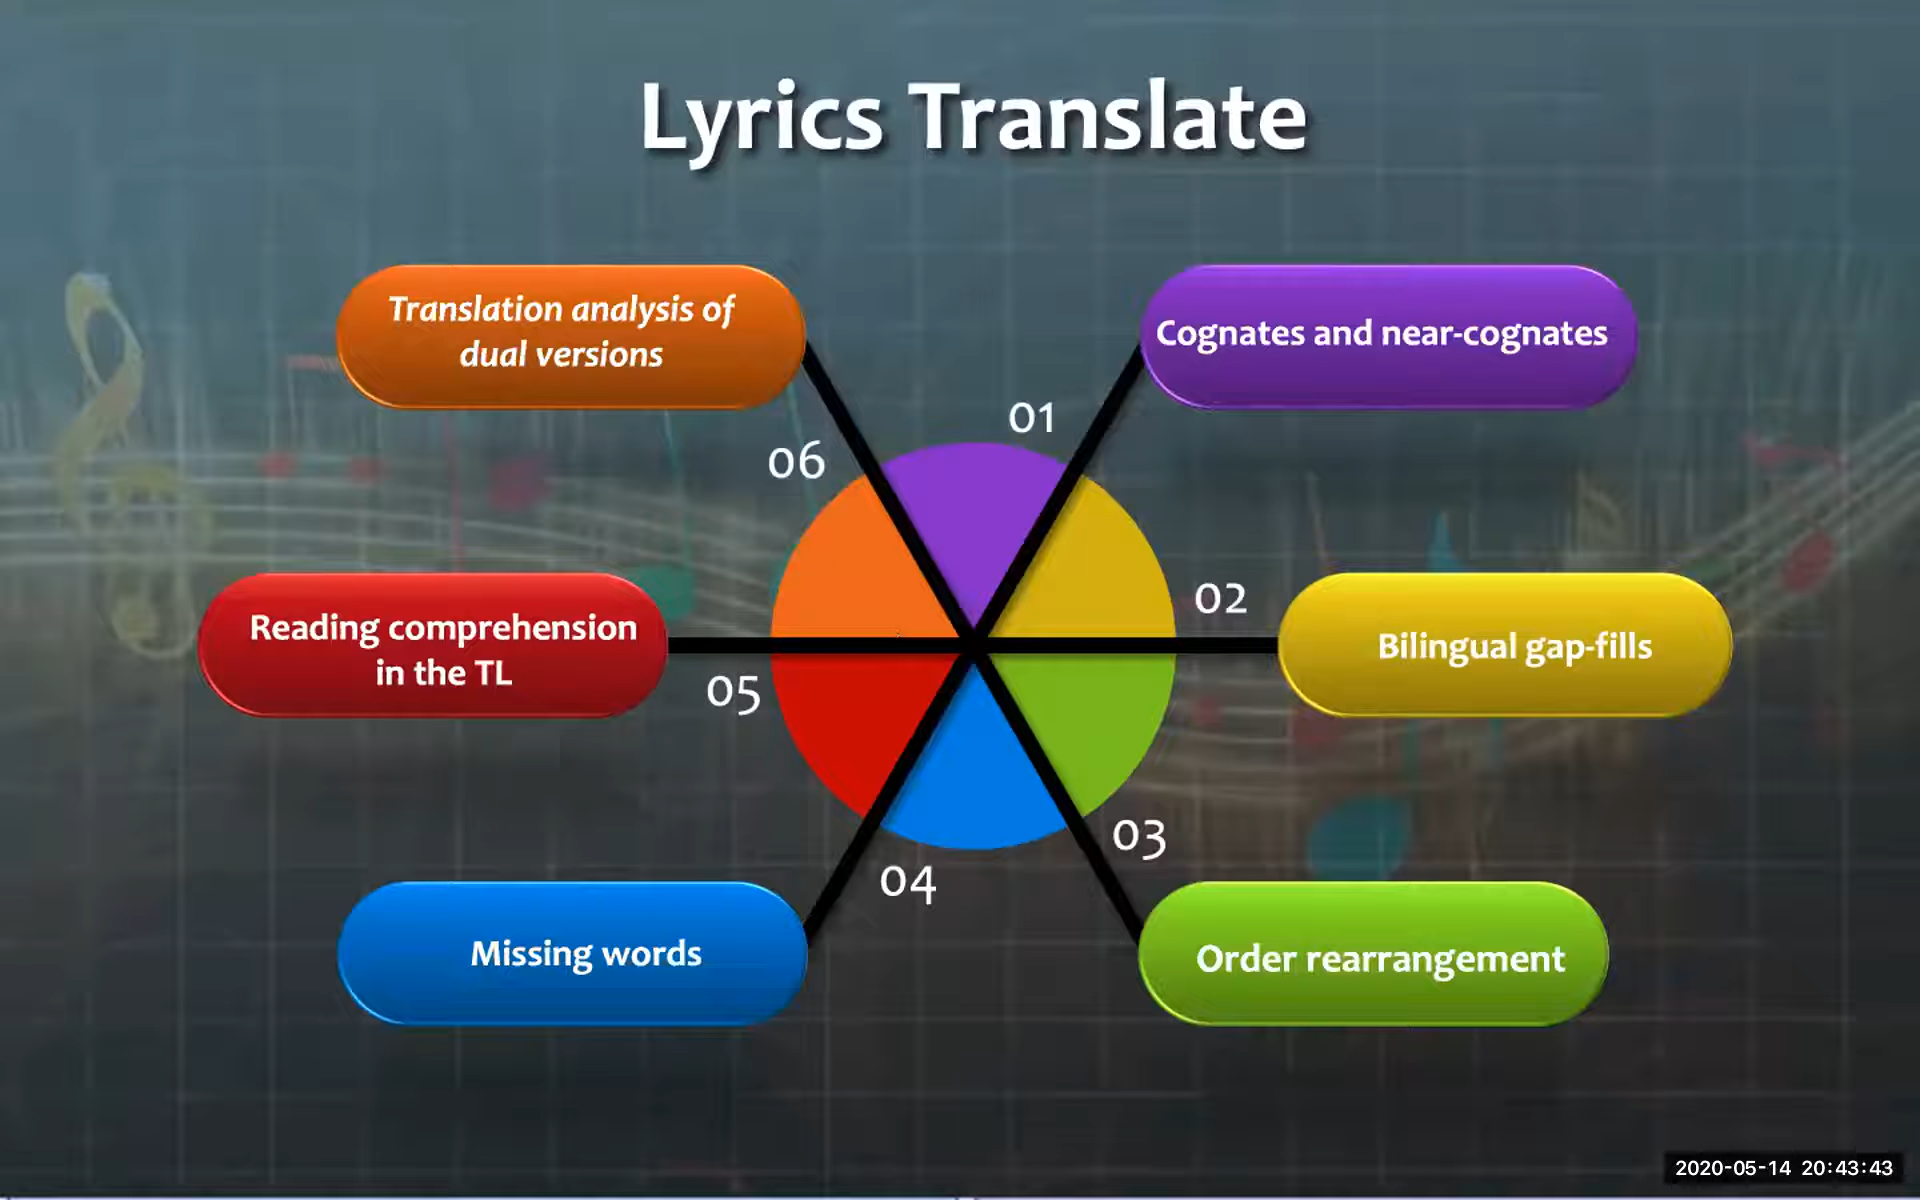 Lyrics Translate
Translation analysis of
dual versions
Cognates and near-cognates
01
06
02
Reading comprehension
in the TL
Bilingual gap-fills
05
03
04
Missing words
Order rearrangement
2020-05-14 20:43:43